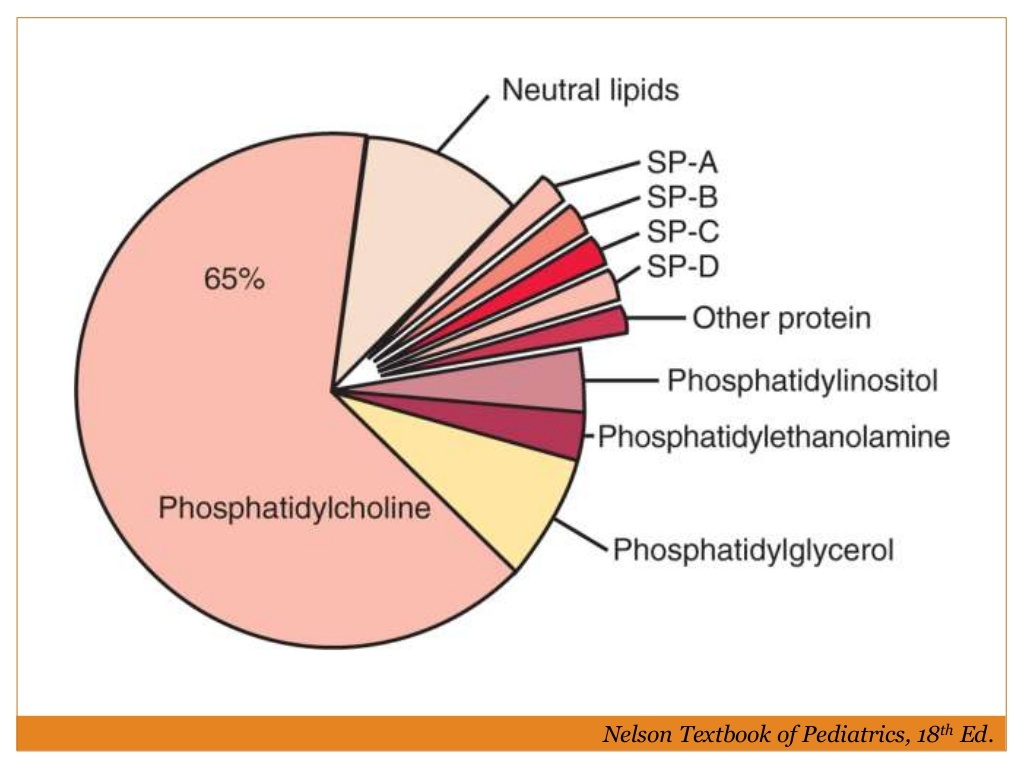 Neutral lipids
SP-A
SP-B
SP-C
SP-D
65%
Other protein
Phosphatidylinositol
Phosphatidylethanolamine
Phosphatidylcholine
Phosphatidylglycerol
Nelson Textbook of Pediatrics, 18th Ed.